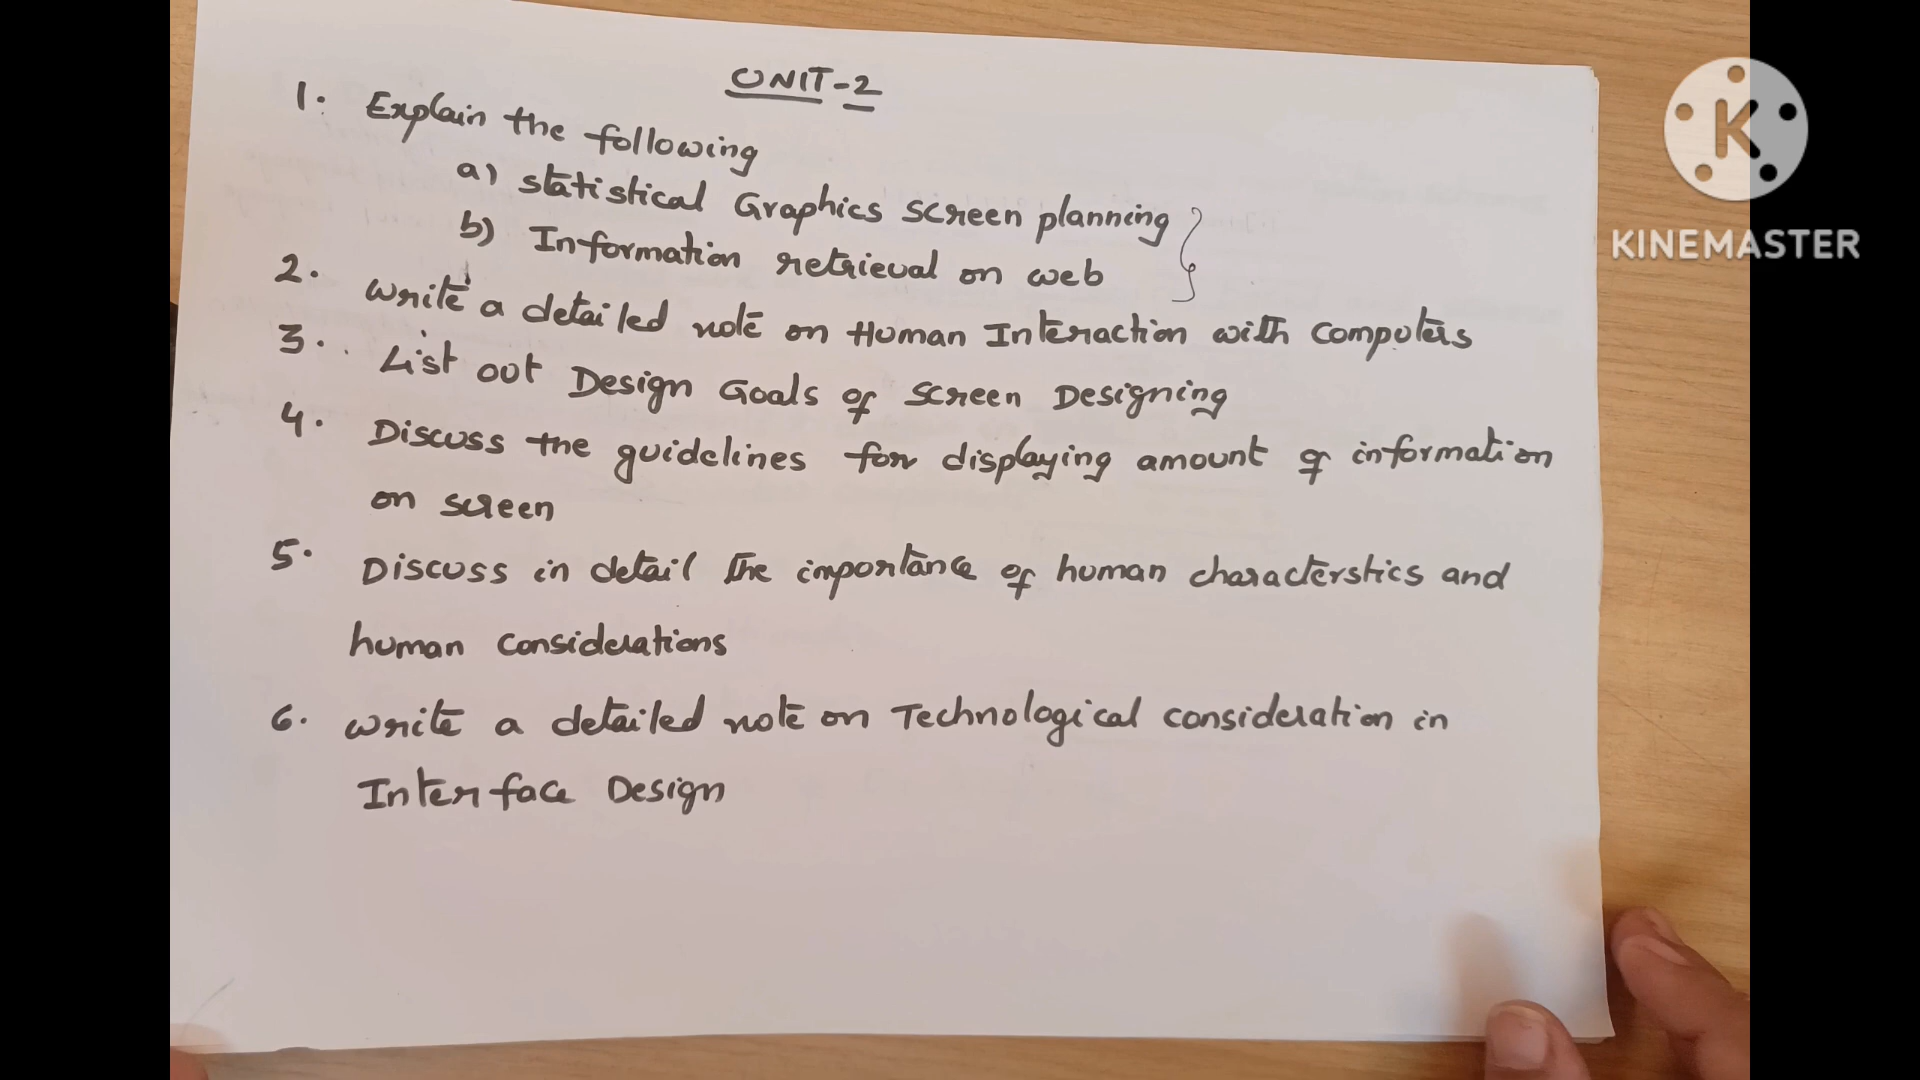 UNIT-2
1. Explain the following
a) statistical Graphics screen planning
b) Information retrieval on web
2. write a detailed note on Human Interaction with computers
3. List out Design Goals of screen Designing
4. Discuss the guidelines for displaying amount of information
on screen
5. Discuss in detail the importance of human characterstics and
human considerations
6. write a detailed note on Technological consideration in
Interface Design
KINEMASTER